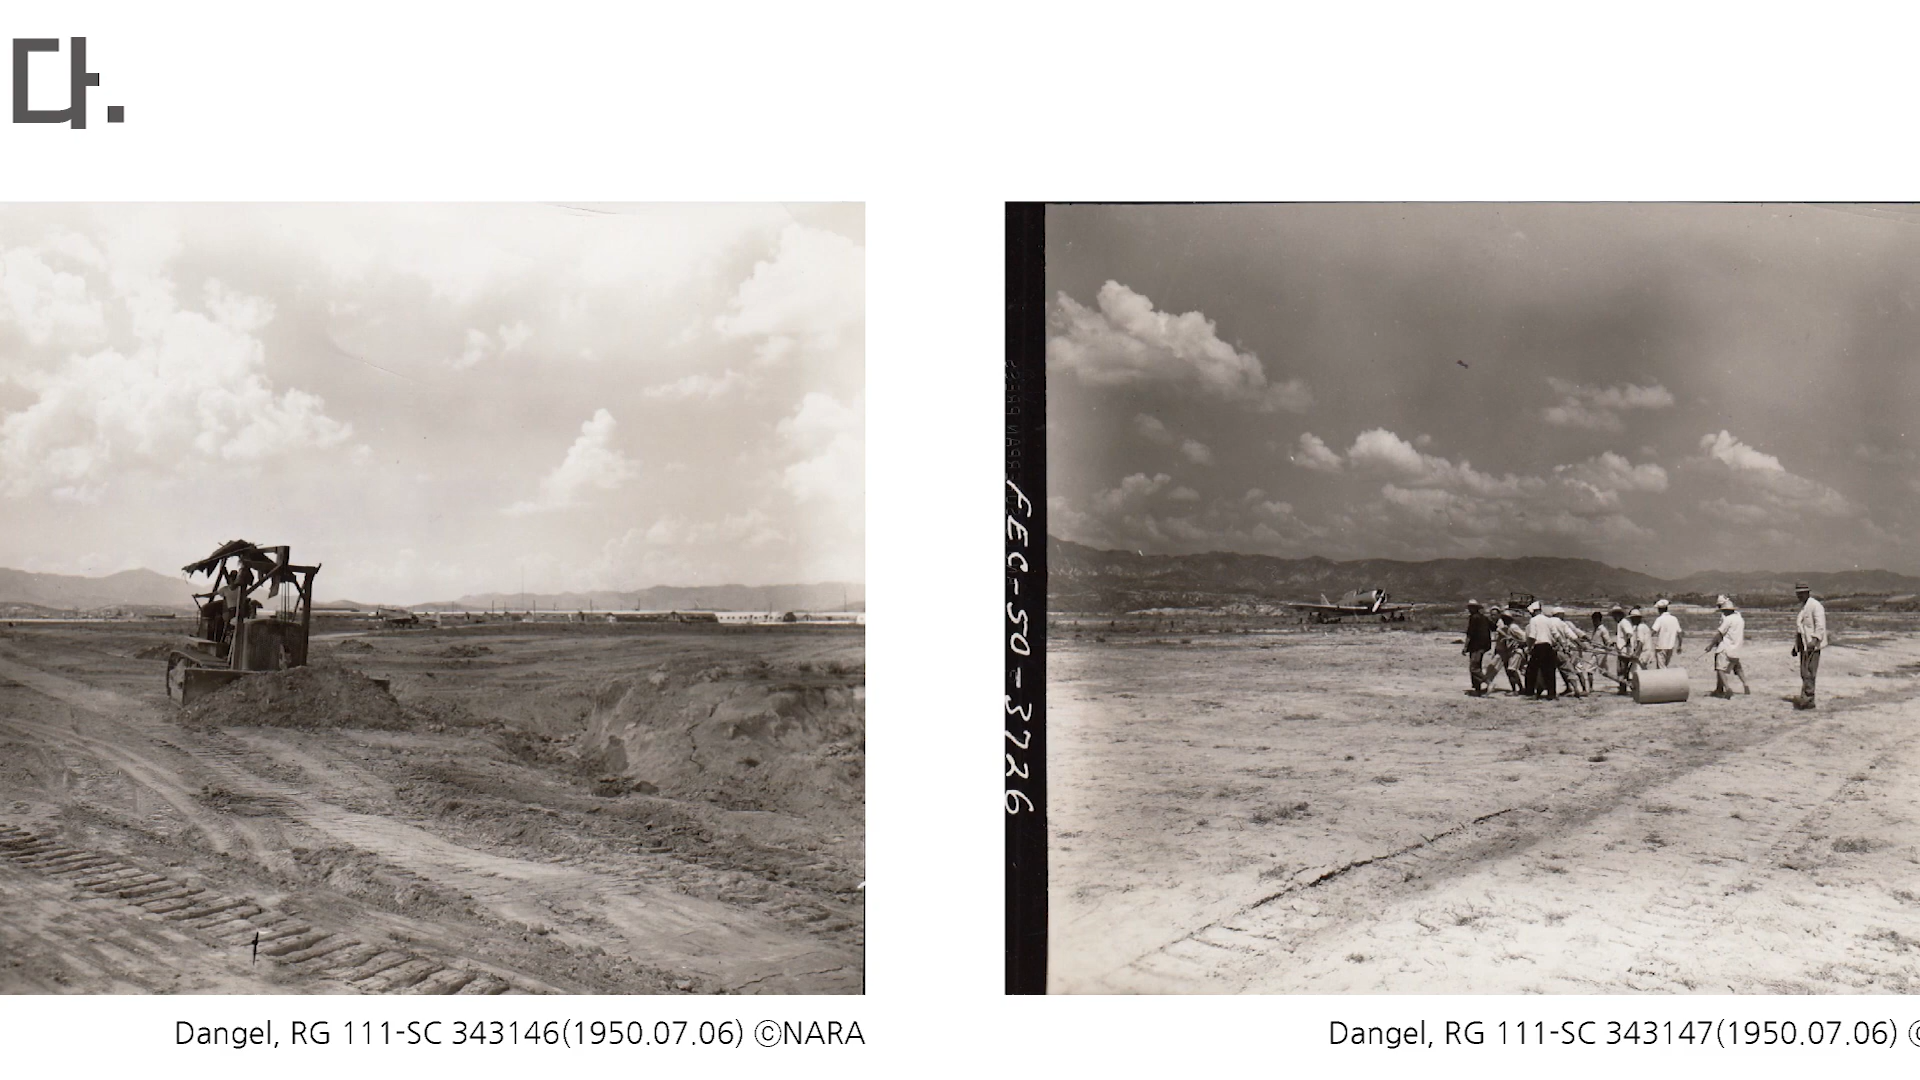 다.
FEC-50-3726
Dangel, RG 111-SC 343146(1950.07.06) ⓒNARA
Dangel, RG 111-SC 343147(1950.07.06)